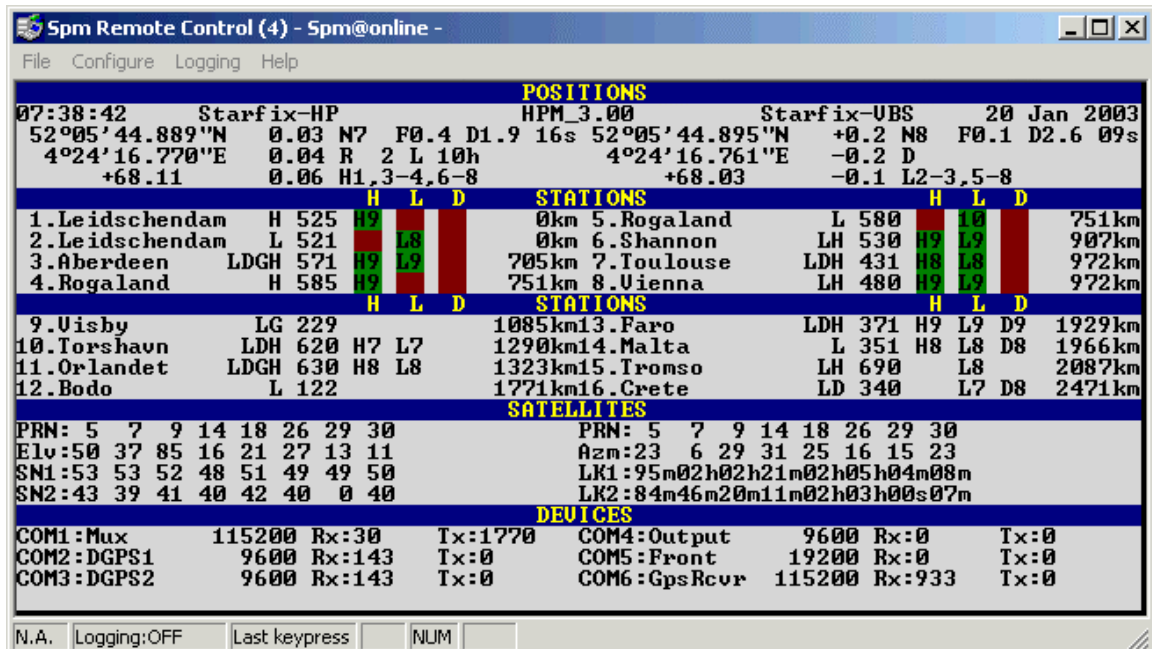 Spm Remote Control (4) - Spm@online -
File Configure Logging Help
POSITIONS
07:38:42 Starfix-HP HPM_3.00 Starfix-VBS 20 Jan 2003
52º05'44.889"N 0.03 N7 F0.4 D1.9 16s 52º05'44.895"N +0.2 N8 F0.1 D2.6 09s
4º24'16.770"E 0.04 R 2 L 10h 4º24'16.761"E -0.2 D
+68.11 0.06 H1,3-4,6-8 +68.03 -0.1 L2-3,5-8
H L D STATIONS H L D
1.Leidschendam H 525 H9 0km 5.Rogaland L 580 10 751km
2.Leidschendam L 521 L8 0km 6.Shannon LH 530 H9 L9 907km
3.Aberdeen LDGH 571 H9 L9 705km 7.Toulouse LDH 431 H8 L8 972km
4.Rogaland H 585 H9 751km 8.Vienna LH 480 H9 L9 972km
H L D STATIONS H L D
9.Visby LG 229 1085km13.Faro LDH 371 H9 L9 D9 1929km
10.Torshavn LDH 620 H7 L7 1290km14.Malta L 351 H8 L8 D8 1966km
11.Orlandet LDGH 630 H8 L8 1323km15.Tromso LH 690 L8 2087km
12.Bodo L 122 1771km16.Crete LD 340 L7 D8 2471km
SATELLITES
PRN: 5 7 9 14 18 26 29 30 PRN: 5 7 9 14 18 26 29 30
Elv:50 37 85 16 21 27 13 11 Azm:23 6 29 31 25 16 15 23
SN1:53 53 52 48 51 49 49 50 LK1:95m02h02h21m02h05h04m08m
SN2:43 39 41 40 42 40 0 40 LK2:84m46m20m11m02h03h00s07m
DEVICES
COM1:Mux 115200 Rx:30 Tx:1770 COM4:Output 9600 Rx:0 Tx:0
COM2:DGPS1 9600 Rx:143 Tx:0 COM5:Front 19200 Rx:0 Tx:0
COM3:DGPS2 9600 Rx:143 Tx:0 COM6:GpsRcvr 115200 Rx:933 Tx:0
N.A. Logging:OFF Last keypress NUM